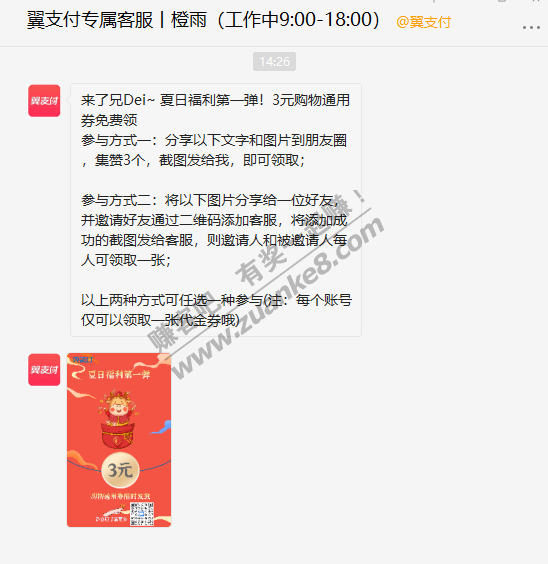 翼支付专属客服丨橙雨（工作中9:00-18:00） @翼支付
14:26
翼支付
来了兄Dei~ 夏日福利第一弹！3元购物通用
券免费领
参与方式一：分享以下文字和图片到朋友圈
，集赞3个，截图发给我，即可领取；
参与方式二：将以下图片分享给一位好友，
并邀请好友通过二维码添加客服，将添加成
功的截图发给客服，则邀请人和被邀请人每
人可领取一张；
以上两种方式可任选一种参与(注：每个账号
仅可以领取一张代金券哦)
赚客吧，有奖一起赚！
www.zuanke8.com
翼支付
夏日福利第一弹
3元